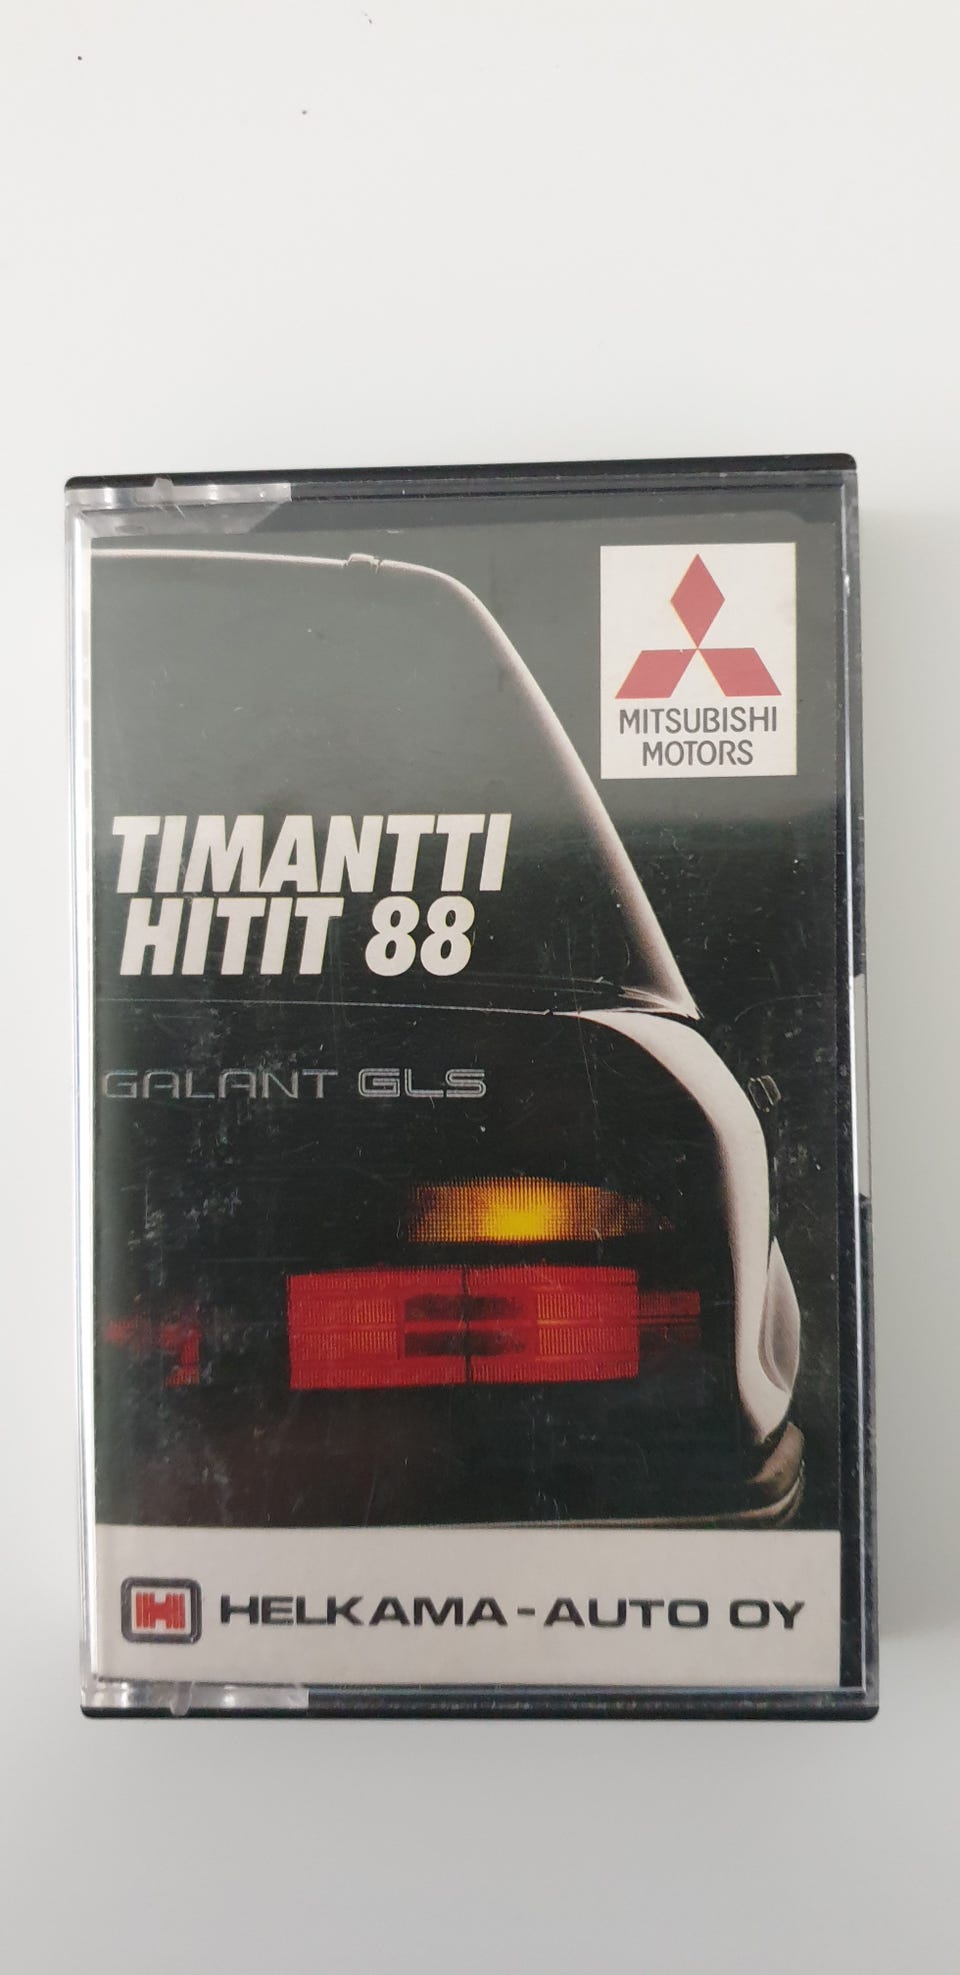 MITSUBISHI
MOTORS
TIMANTTI
HITIT 88
GALANT GLS
HELKAMA-AUTO OY